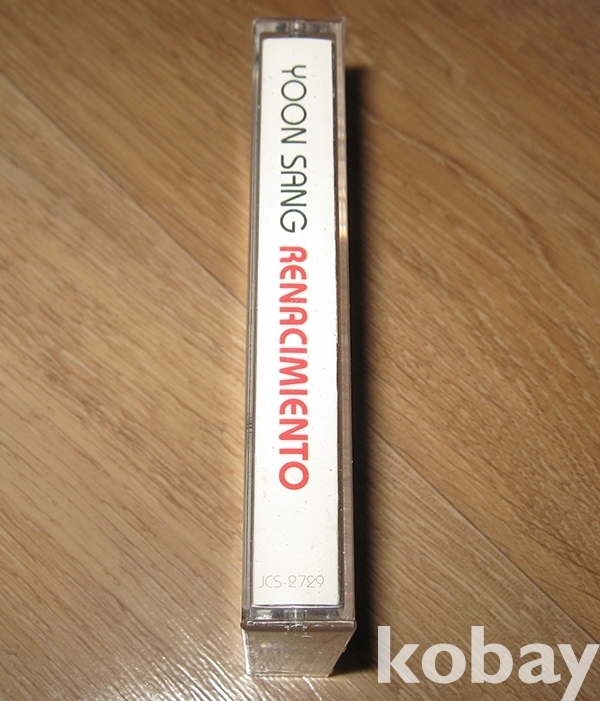 YOON SANG RENACIMIENTO
JCS-2729
kobay